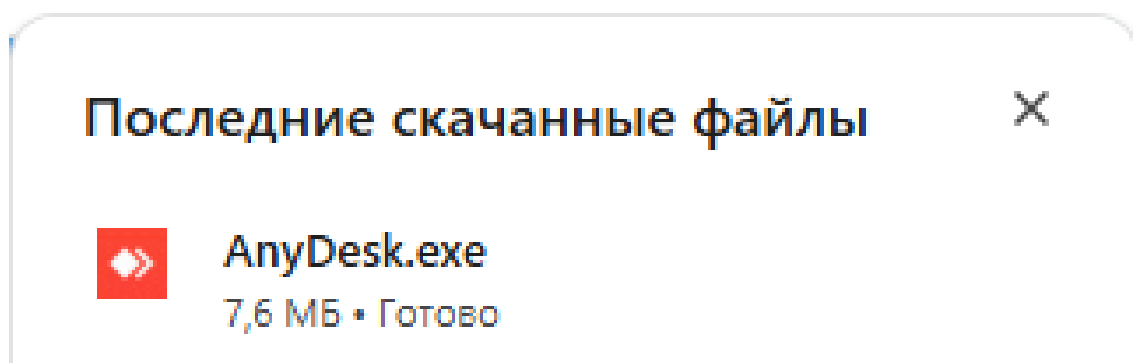 Последние скачанные файлы
AnyDesk.exe
7,6 МБ • Готово